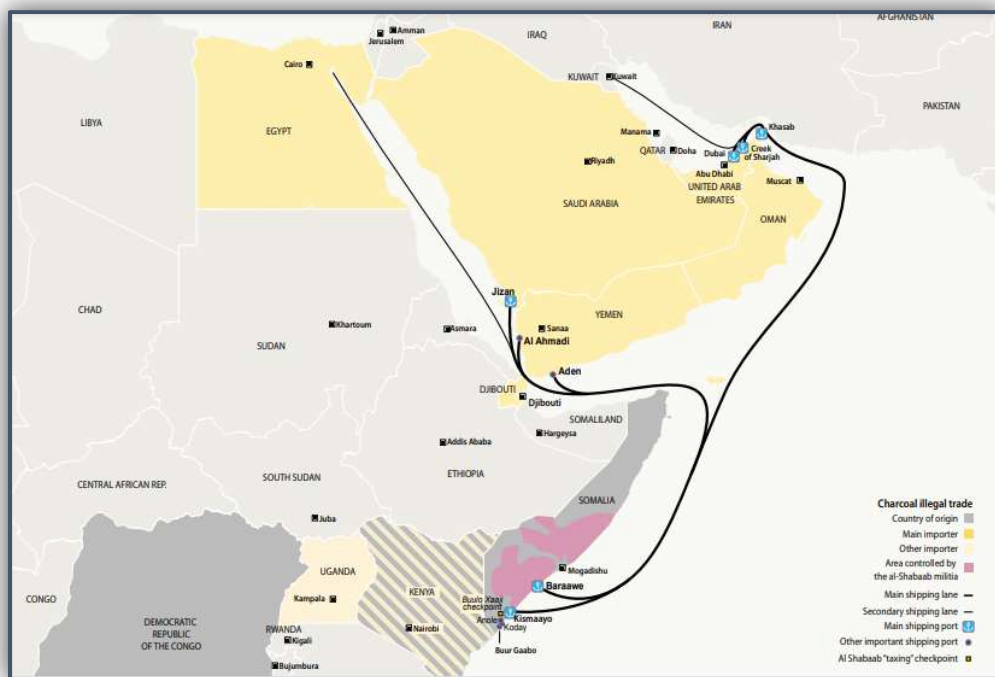 AFGHANISTAN
IRAN
IRAQ
Amman
Jerusalem
Cairo
KUWAIT
Kuwait
PAKISTAN
LIBYA
EGYPT
Khasab
Manama
Dubai
Creek
of Sharjah
QATAR
Doha
Riyadh
Abu Dhabi
Muscat
UNITED ARAB
EMIRATES
SAUDI ARABIA
OMAN
Jizan
CHAD
YEMEN
Khartoum
Asmara
Sanaa
Al Ahmadi
SUDAN
Aden
DJIBOUTI
Djibouti
SOMALILAND
Hargeysa
Addis Ababa
ETHIOPIA
SOUTH SUDAN
CENTRAL AFRICAN REP.
SOMALIA
Juba
Mogadishu
UGANDA
Baraawe
KENYA
CONGO
Kampala
Buulo Xaaji
checkpoint
Kismaayo
Anole
Koday
DEMOCRATIC
REPUBLIC
OF THE CONGO
RWANDA
Nairobi
Kigali
Buur Gaabo
Bujumbura
Charcoal illegal trade
Country of origin
Main importer
Other importer
Area controlled by
the al-Shabaab militia
Main shipping lane
Secondary shipping lane
Main shipping port
Other important shipping port
Al Shabaab "taxing" checkpoint